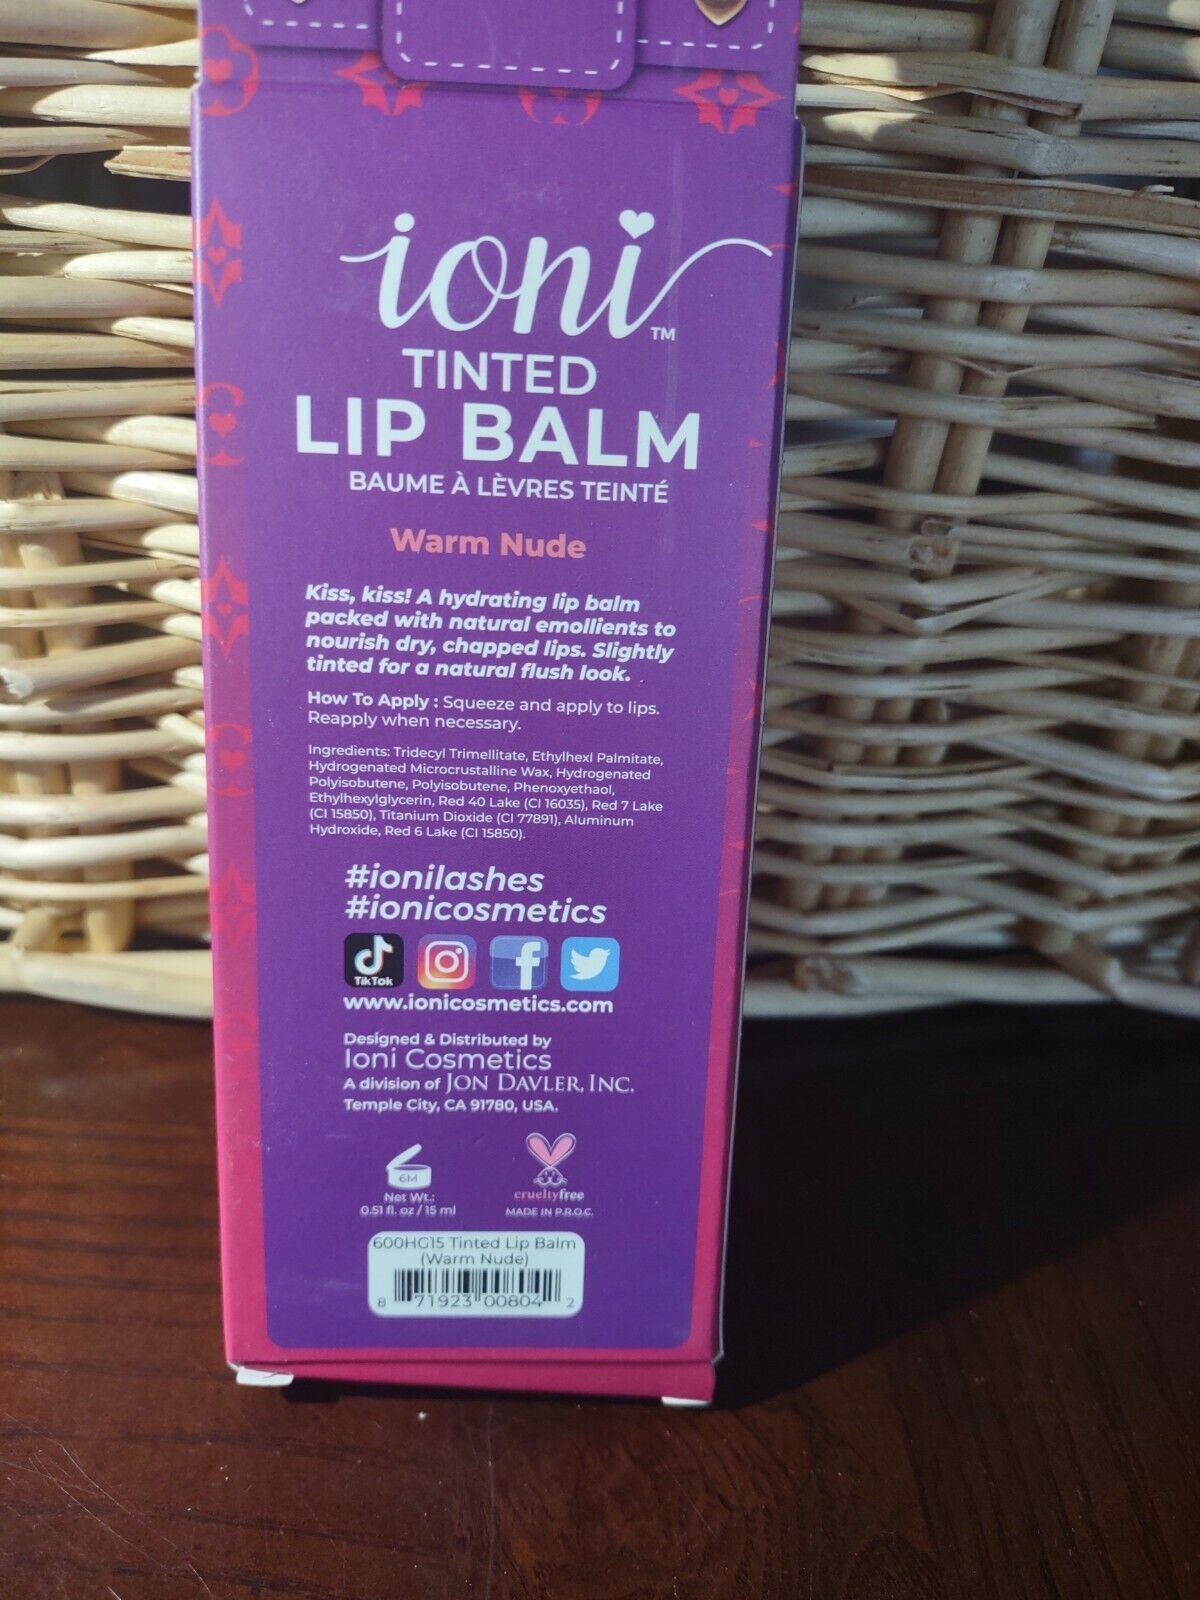 ioni™
TINTED
LIP BALM
BAUME À LÈVRES TEINTÉ
Warm Nude
Kiss, kiss! A hydrating lip balm
packed with natural emollients to
nourish dry, chapped lips. Slightly
tinted for a natural flush look.
How To Apply : Squeeze and apply to lips.
Reapply when necessary.
Ingredients: Tridecyl Trimellitate, Ethylhexl Palmitate,
Hydrogenated Microcrustalline Wax, Hydrogenated
Polyisobutene, Polyisobutene, Phenoxyethaol,
Ethylhexylglycerin, Red 40 Lake (CI 16035), Red 7 Lake
(CI 15850), Titanium Dioxide (CI 77891), Aluminum
Hydroxide, Red 6 Lake (CI 15850).
#ionilashes
#ionicosmetics
TikTok
www.ionicosmetics.com
Designed & Distributed by
Ioni Cosmetics
A division of JON DAVLER, INC.
Temple City, CA 91780, USA.
6M
Net Wt.:
0.51 fl. oz / 15 ml
crueltyfree
MADE IN P.R.O.C.
600HG15 Tinted Lip Balm
(Warm Nude)
8 71923 00804 2